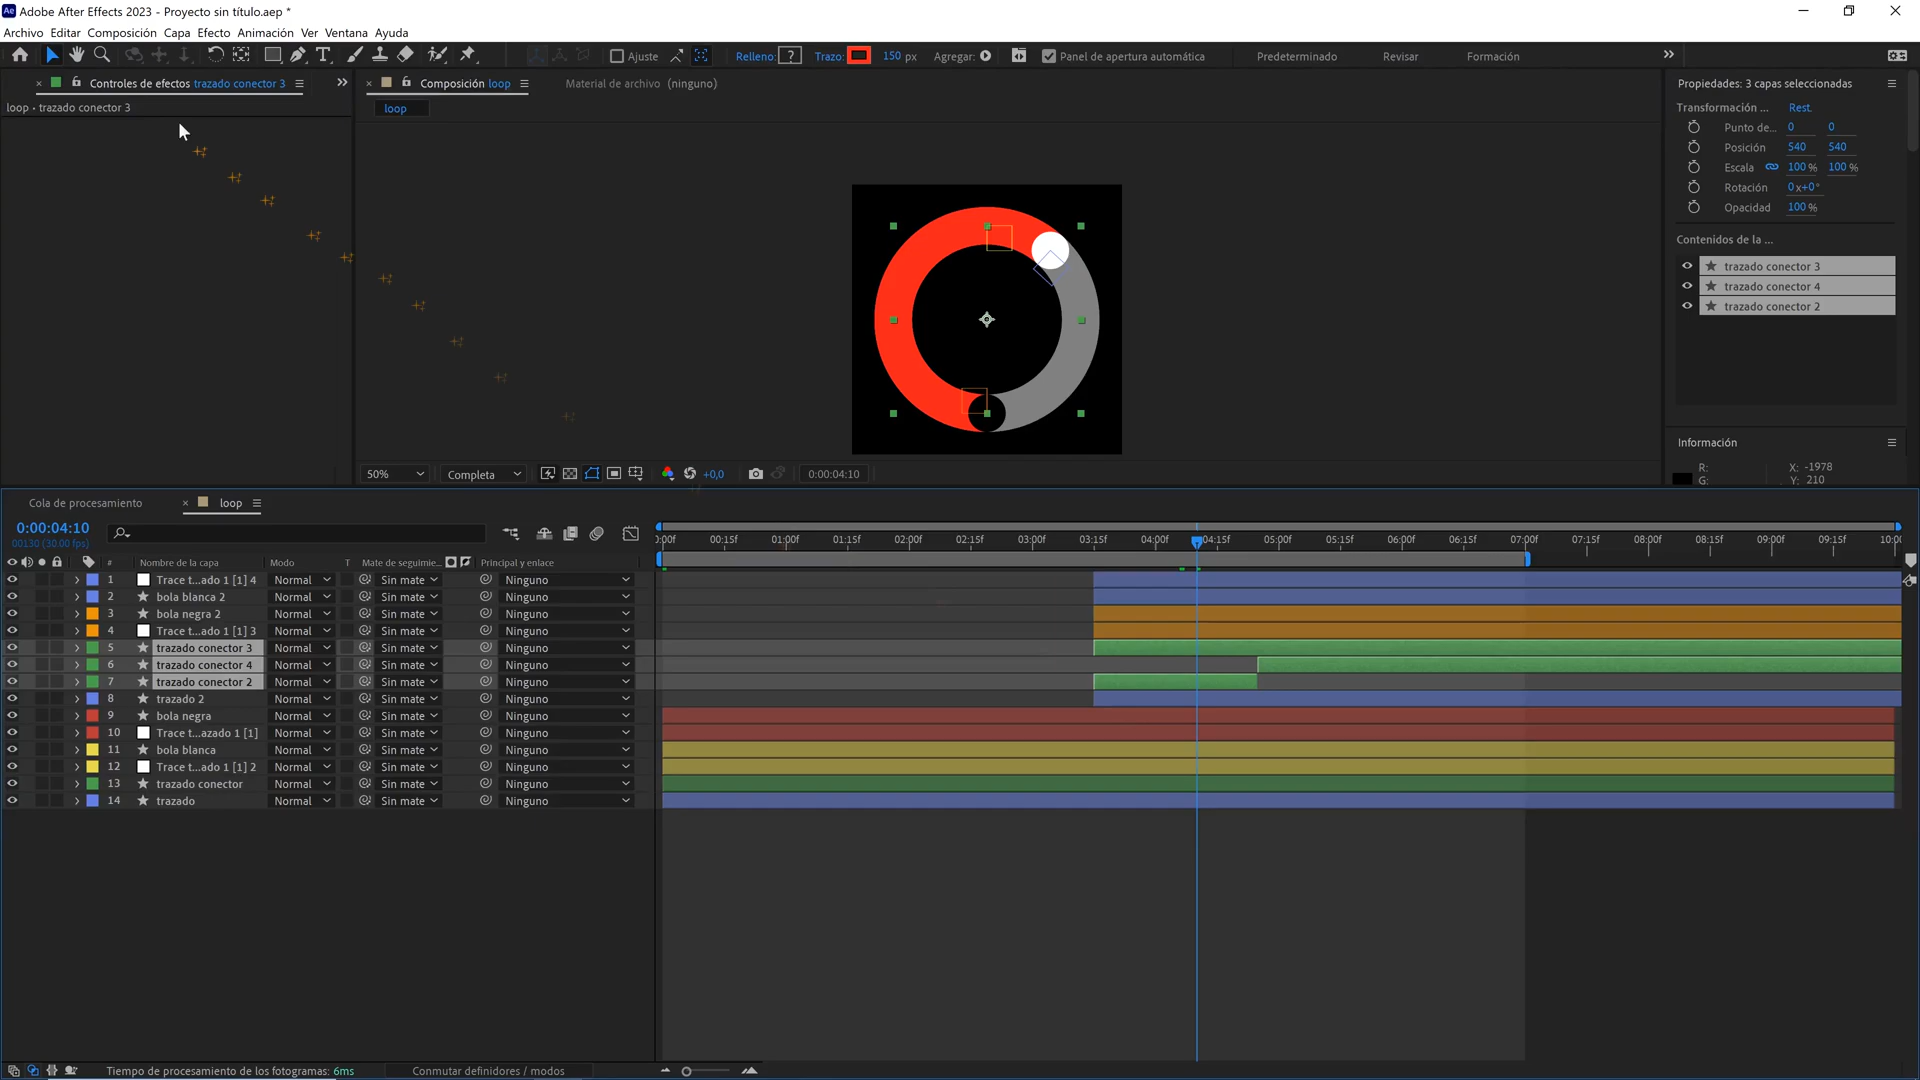 Adobe After Effects 2023 - Proyecto sin título.aep *
Archivo Editar Composición Capa Efecto Animación Ver Ventana Ayuda
Ajuste Relleno: ? Trazo: 150 px Agregar: Panel de apertura automática Predeterminado Revisar Formación
Controles de efectos trazado conector 3
Composición loop
Material de archivo (ninguno)
loop • trazado conector 3
loop
Propiedades: 3 capas seleccionadas
Transformación ... Rest.
Punto de... 0 0
Posición 540 540
Escala 100 % 100 %
Rotación 0x+0°
Opacidad 100 %
Contenidos de la ...
trazado conector 3
trazado conector 4
trazado conector 2
Información
R: X: -1978
G: Y: 210
50% Completa +0,0 0:00:04:10
Cola de procesamiento loop
0:00:04:10
00130 (30.00 fps)
:00f 00:15f 01:00f 01:15f 02:00f 02:15f 03:00f 03:15f 04:00f 04:15f 05:00f 05:15f 06:00f 06:15f 07:00f 07:15f 08:00f 08:15f 09:00f 09:15f 10:00
# Nombre de la capa Modo T Mate de seguimie... Principal y enlace
1 Trace t...ado 1 [1] 4 Normal Sin mate Ninguno
2 bola blanca 2 Normal Sin mate Ninguno
3 bola negra 2 Normal Sin mate Ninguno
4 Trace t...ado 1 [1] 3 Normal Sin mate Ninguno
5 trazado conector 3 Normal Sin mate Ninguno
6 trazado conector 4 Normal Sin mate Ninguno
7 trazado conector 2 Normal Sin mate Ninguno
8 trazado 2 Normal Sin mate Ninguno
9 bola negra Normal Sin mate Ninguno
10 Trace t...azado 1 [1] Normal Sin mate Ninguno
11 bola blanca Normal Sin mate Ninguno
12 Trace t...ado 1 [1] 2 Normal Sin mate Ninguno
13 trazado conector Normal Sin mate Ninguno
14 trazado Normal Sin mate Ninguno
Tiempo de procesamiento de los fotogramas: 6ms Conmutar definidores / modos